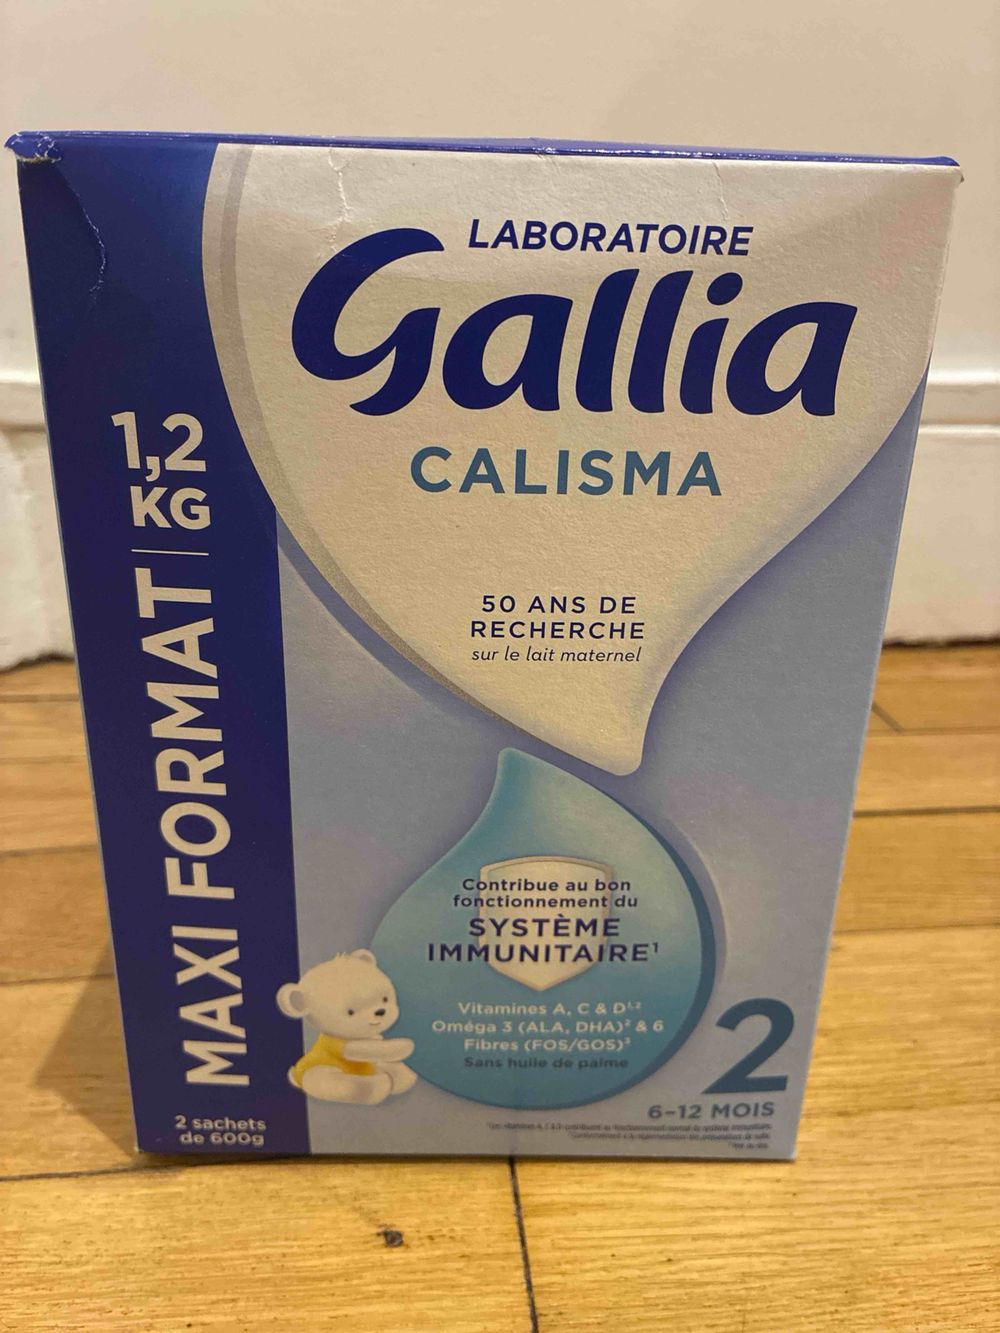 LABORATOIRE
Gallia
CALISMA
50 ANS DE
RECHERCHE
sur le lait maternel
MAXI FORMAT | 1,2 KG
2 sachets
de 600g
Contribue au bon
fonctionnement du
SYSTÈME
IMMUNITAIRE¹
Vitamines A, C & D¹·²
Oméga 3 (ALA, DHA)² & 6
Fibres (FOS/GOS)³
Sans huile de palme
2
6-12 MOIS